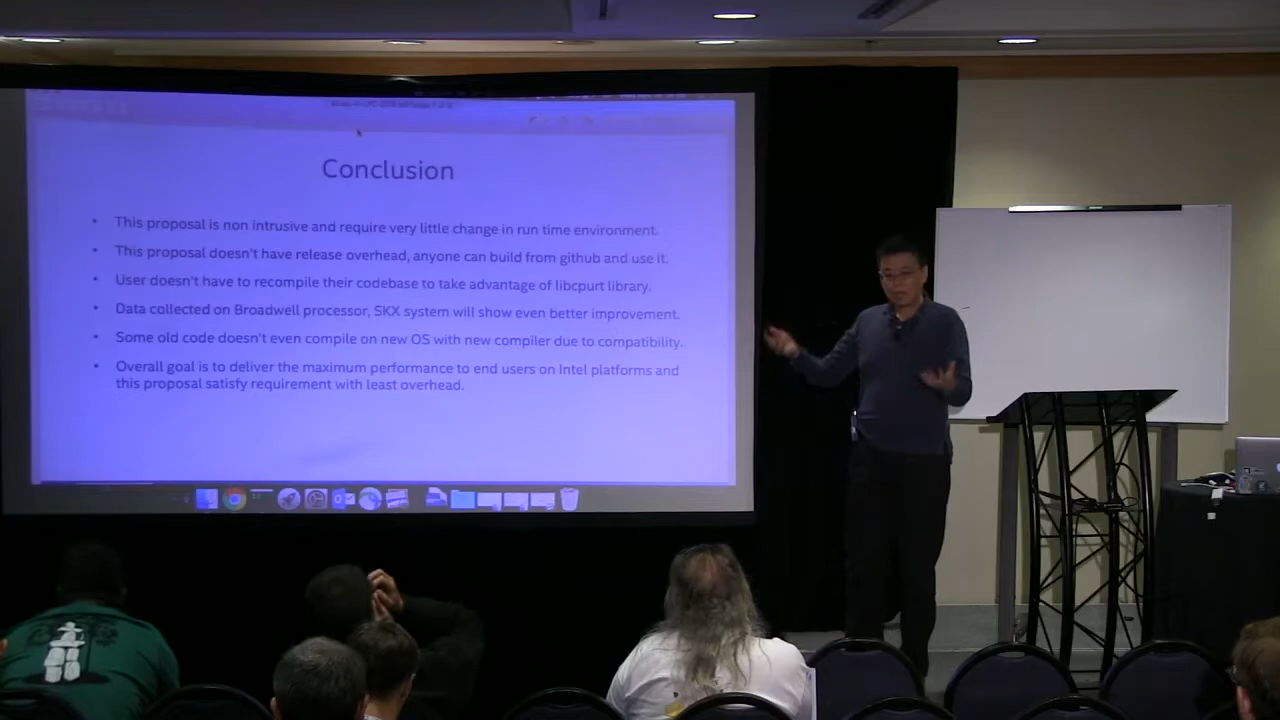 Conclusion
• This proposal is non intrusive and require very little change in run time environment.
• This proposal doesn't have release overhead, anyone can build from github and use it.
• User doesn't have to recompile their codebase to take advantage of libcpurt library.
• Data collected on Broadwell processor, SKX system will show even better improvement.
• Some old code doesn't even compile on new OS with new compiler due to compatibility.
• Overall goal is to deliver the maximum performance to end users on Intel platforms and
this proposal satisfy requirement with least overhead.